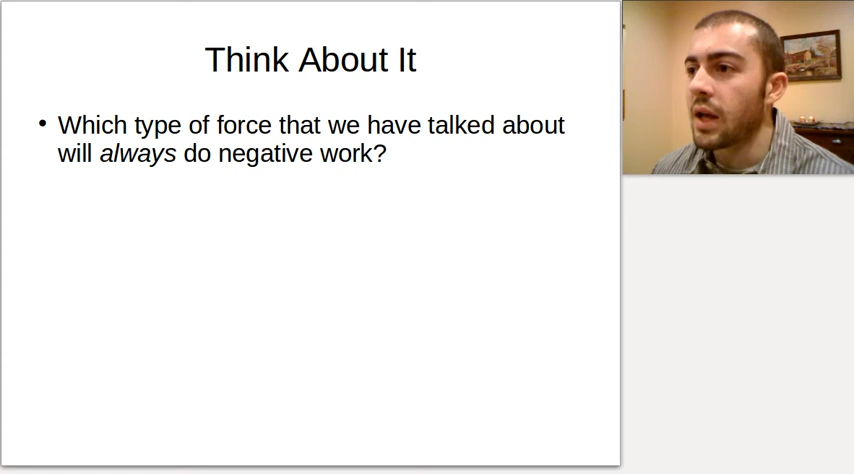 Think About It
• Which type of force that we have talked about
will always do negative work?